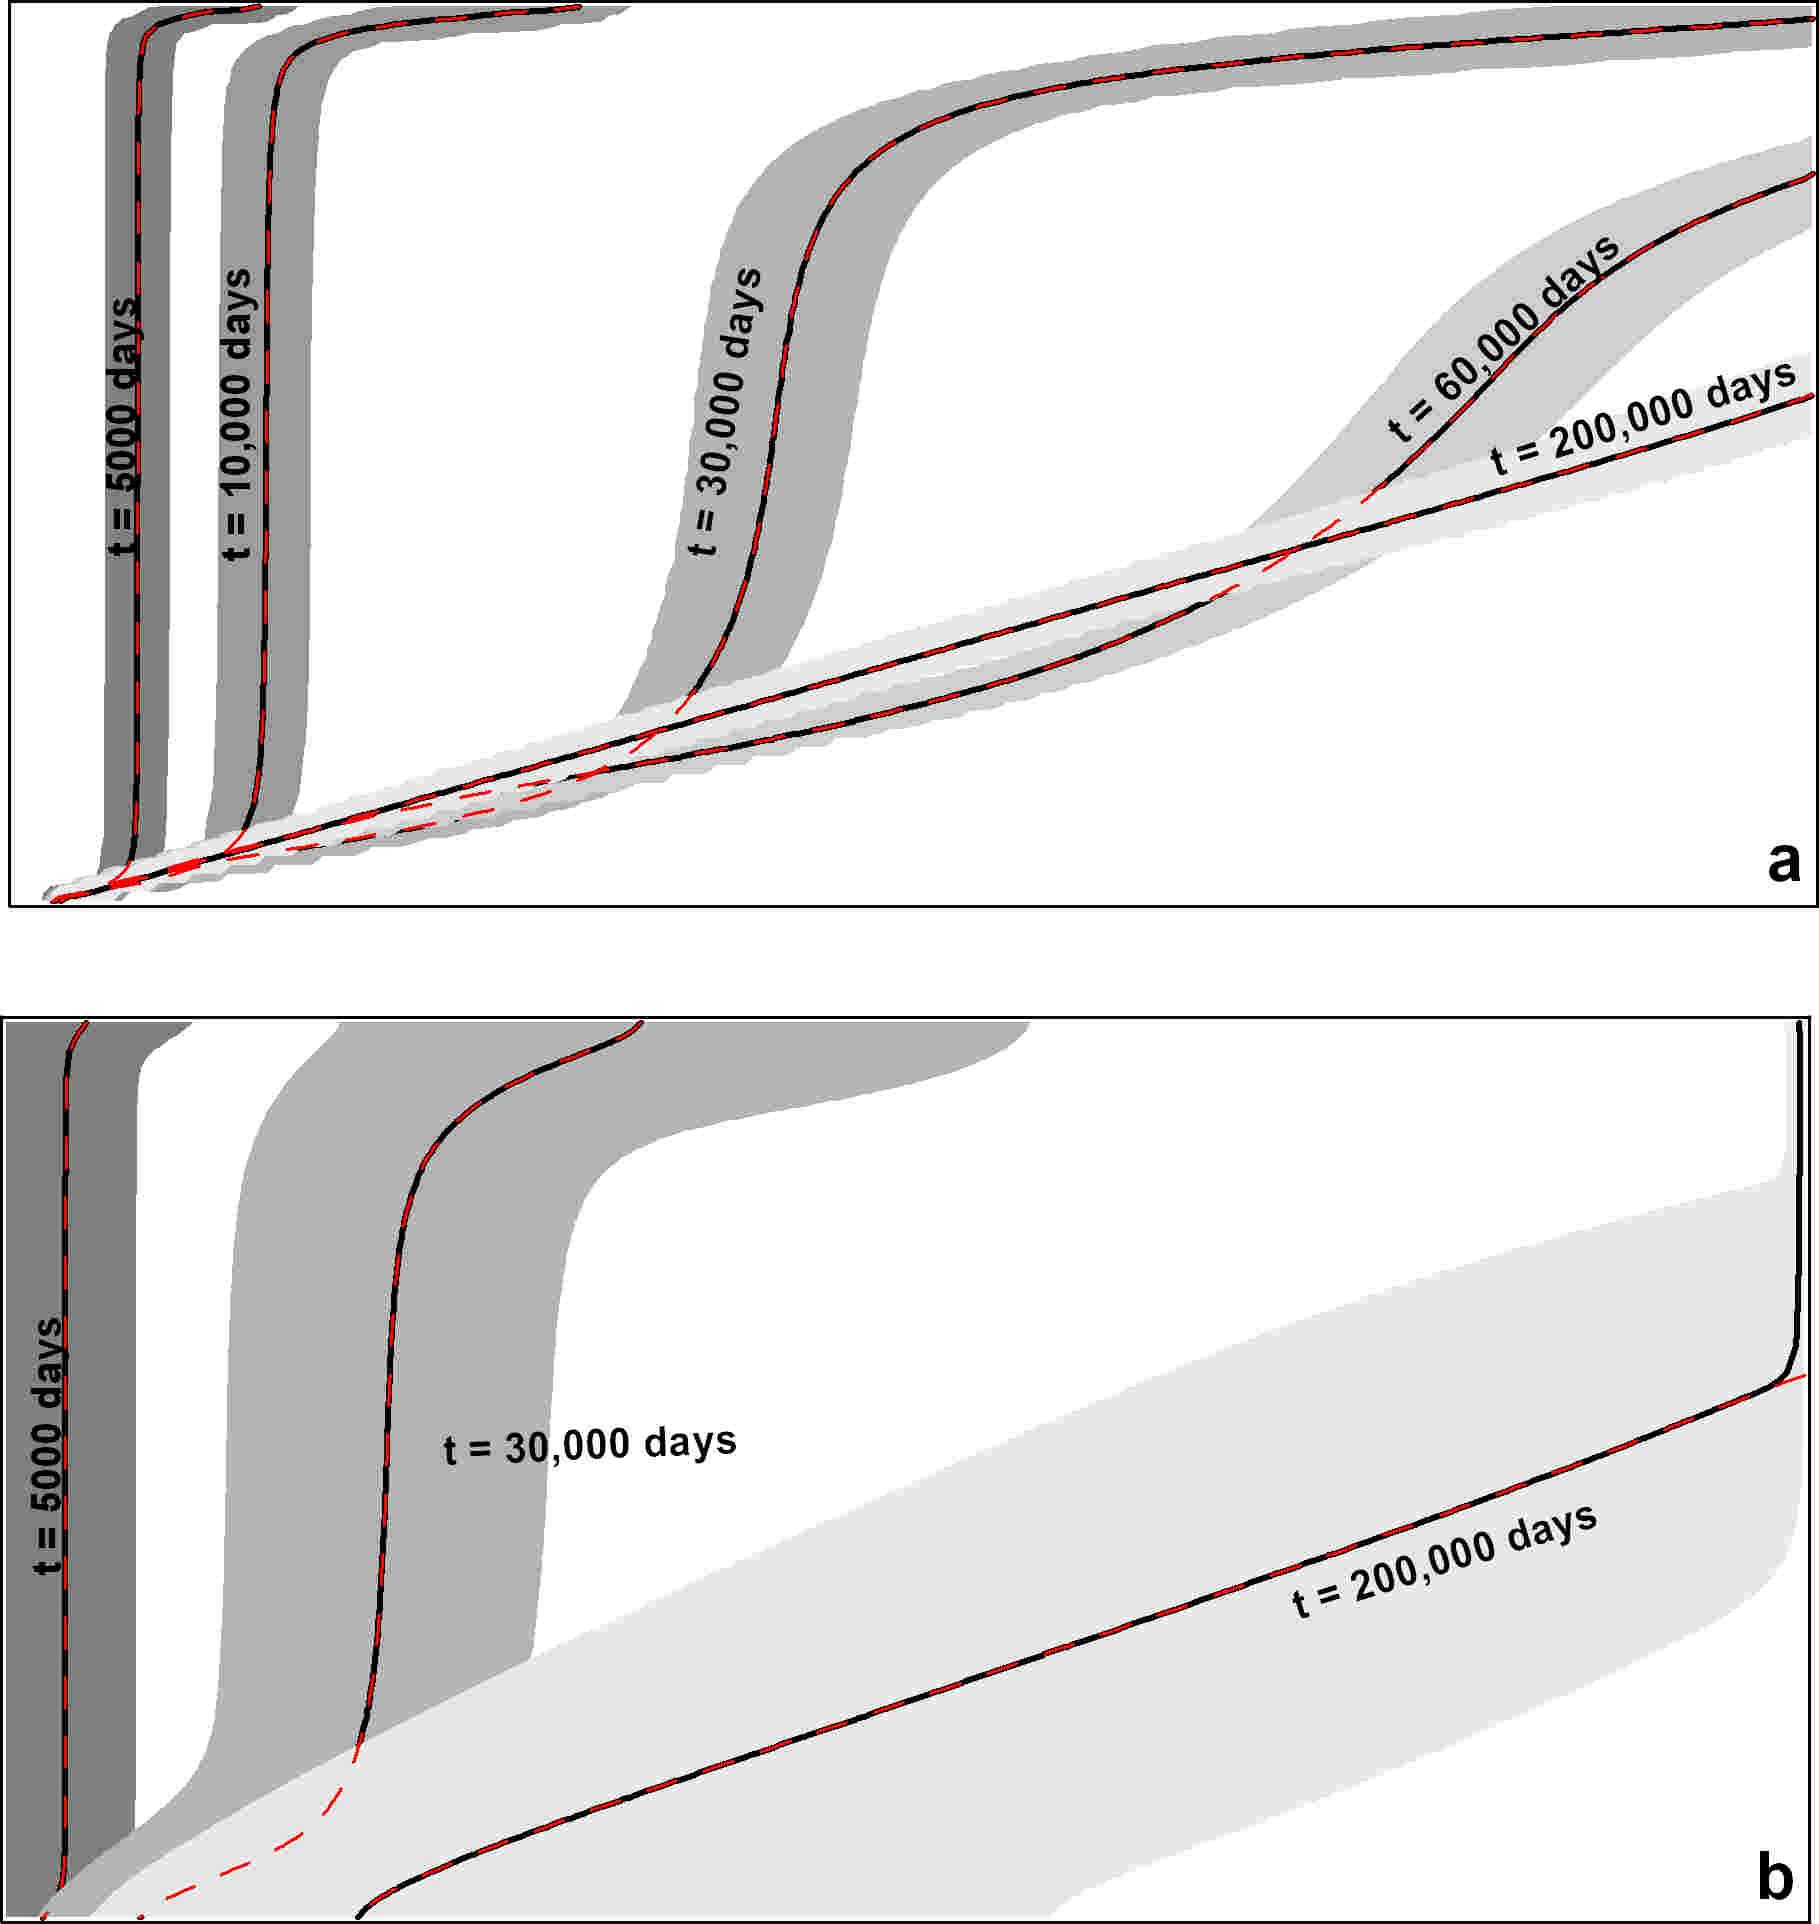 t = 5000 days
t = 10,000 days
t = 30,000 days
t = 60,000 days
t = 200,000 days
a
t = 5000 days
t = 30,000 days
t = 200,000 days
b